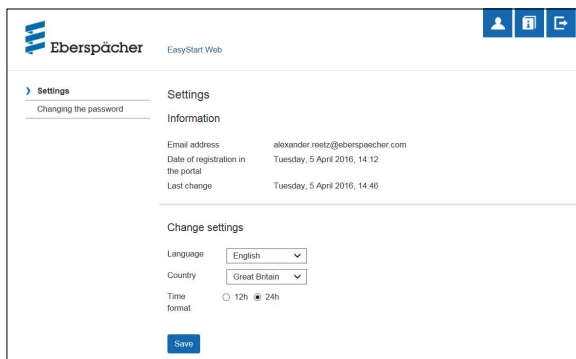 Eberspächer
EasyStart Web
Settings
Changing the password
Settings
Information
Email address alexander.reetz@eberspaecher.com
Date of registration in Tuesday, 5 April 2016, 14:12
the portal
Last change Tuesday, 5 April 2016, 14:46
Change settings
Language English
Country Great Britain
Time 12h 24h
format
Save